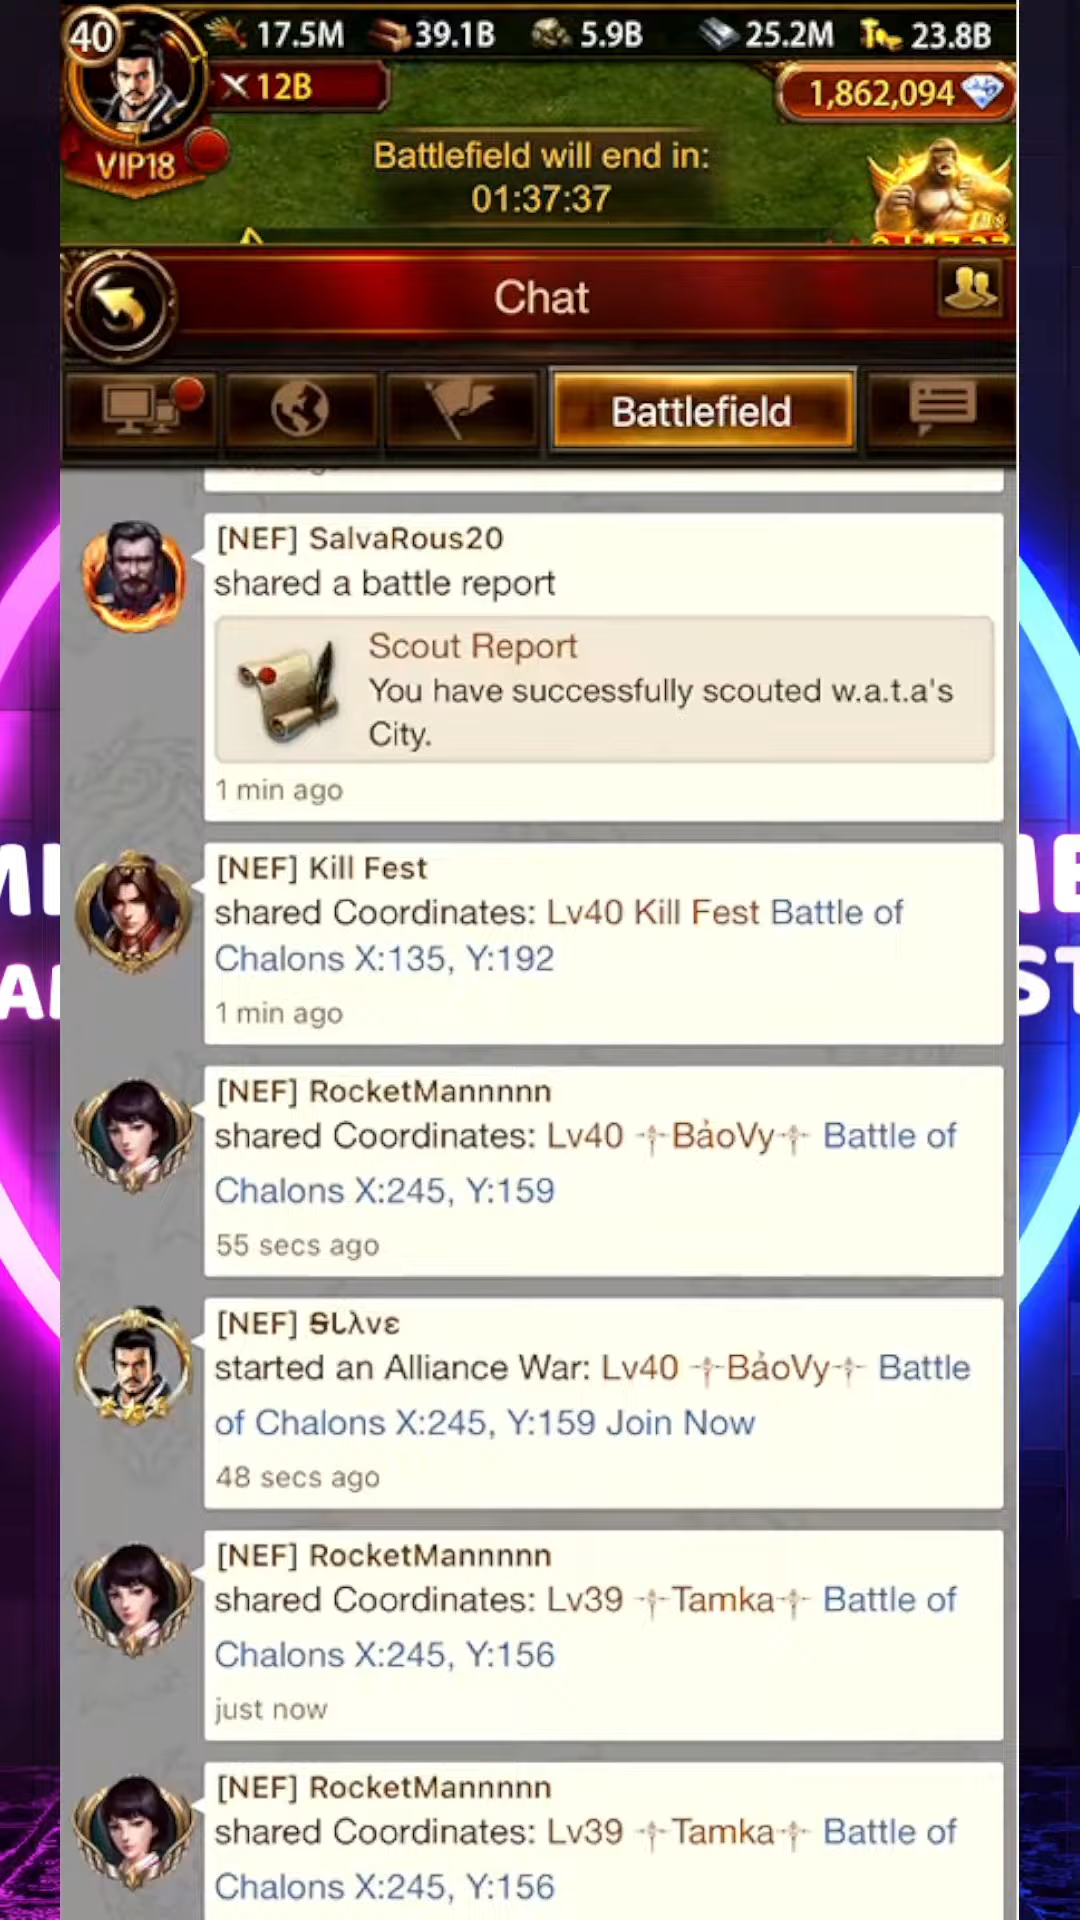 40
17.5M 39.1B 5.9B 25.2M 23.8B
12B
1,862,094
VIP18
Battlefield will end in:
01:37:37
Chat
Battlefield
[NEF] SalvaRous20
shared a battle report
Scout Report
You have successfully scouted w.a.t.a's
City.
1 min ago
[NEF] Kill Fest
shared Coordinates: Lv40 Kill Fest Battle of
Chalons X:135, Y:192
1 min ago
[NEF] RocketMannnnn
shared Coordinates: Lv40 ⸸BảoVy⸸ Battle of
Chalons X:245, Y:159
55 secs ago
[NEF] SLλvε
started an Alliance War: Lv40 ⸸BảoVy⸸ Battle
of Chalons X:245, Y:159 Join Now
48 secs ago
[NEF] RocketMannnnn
shared Coordinates: Lv39 ⸸Tamka⸸ Battle of
Chalons X:245, Y:156
just now
[NEF] RocketMannnnn
shared Coordinates: Lv39 ⸸Tamka⸸ Battle of
Chalons X:245, Y:156